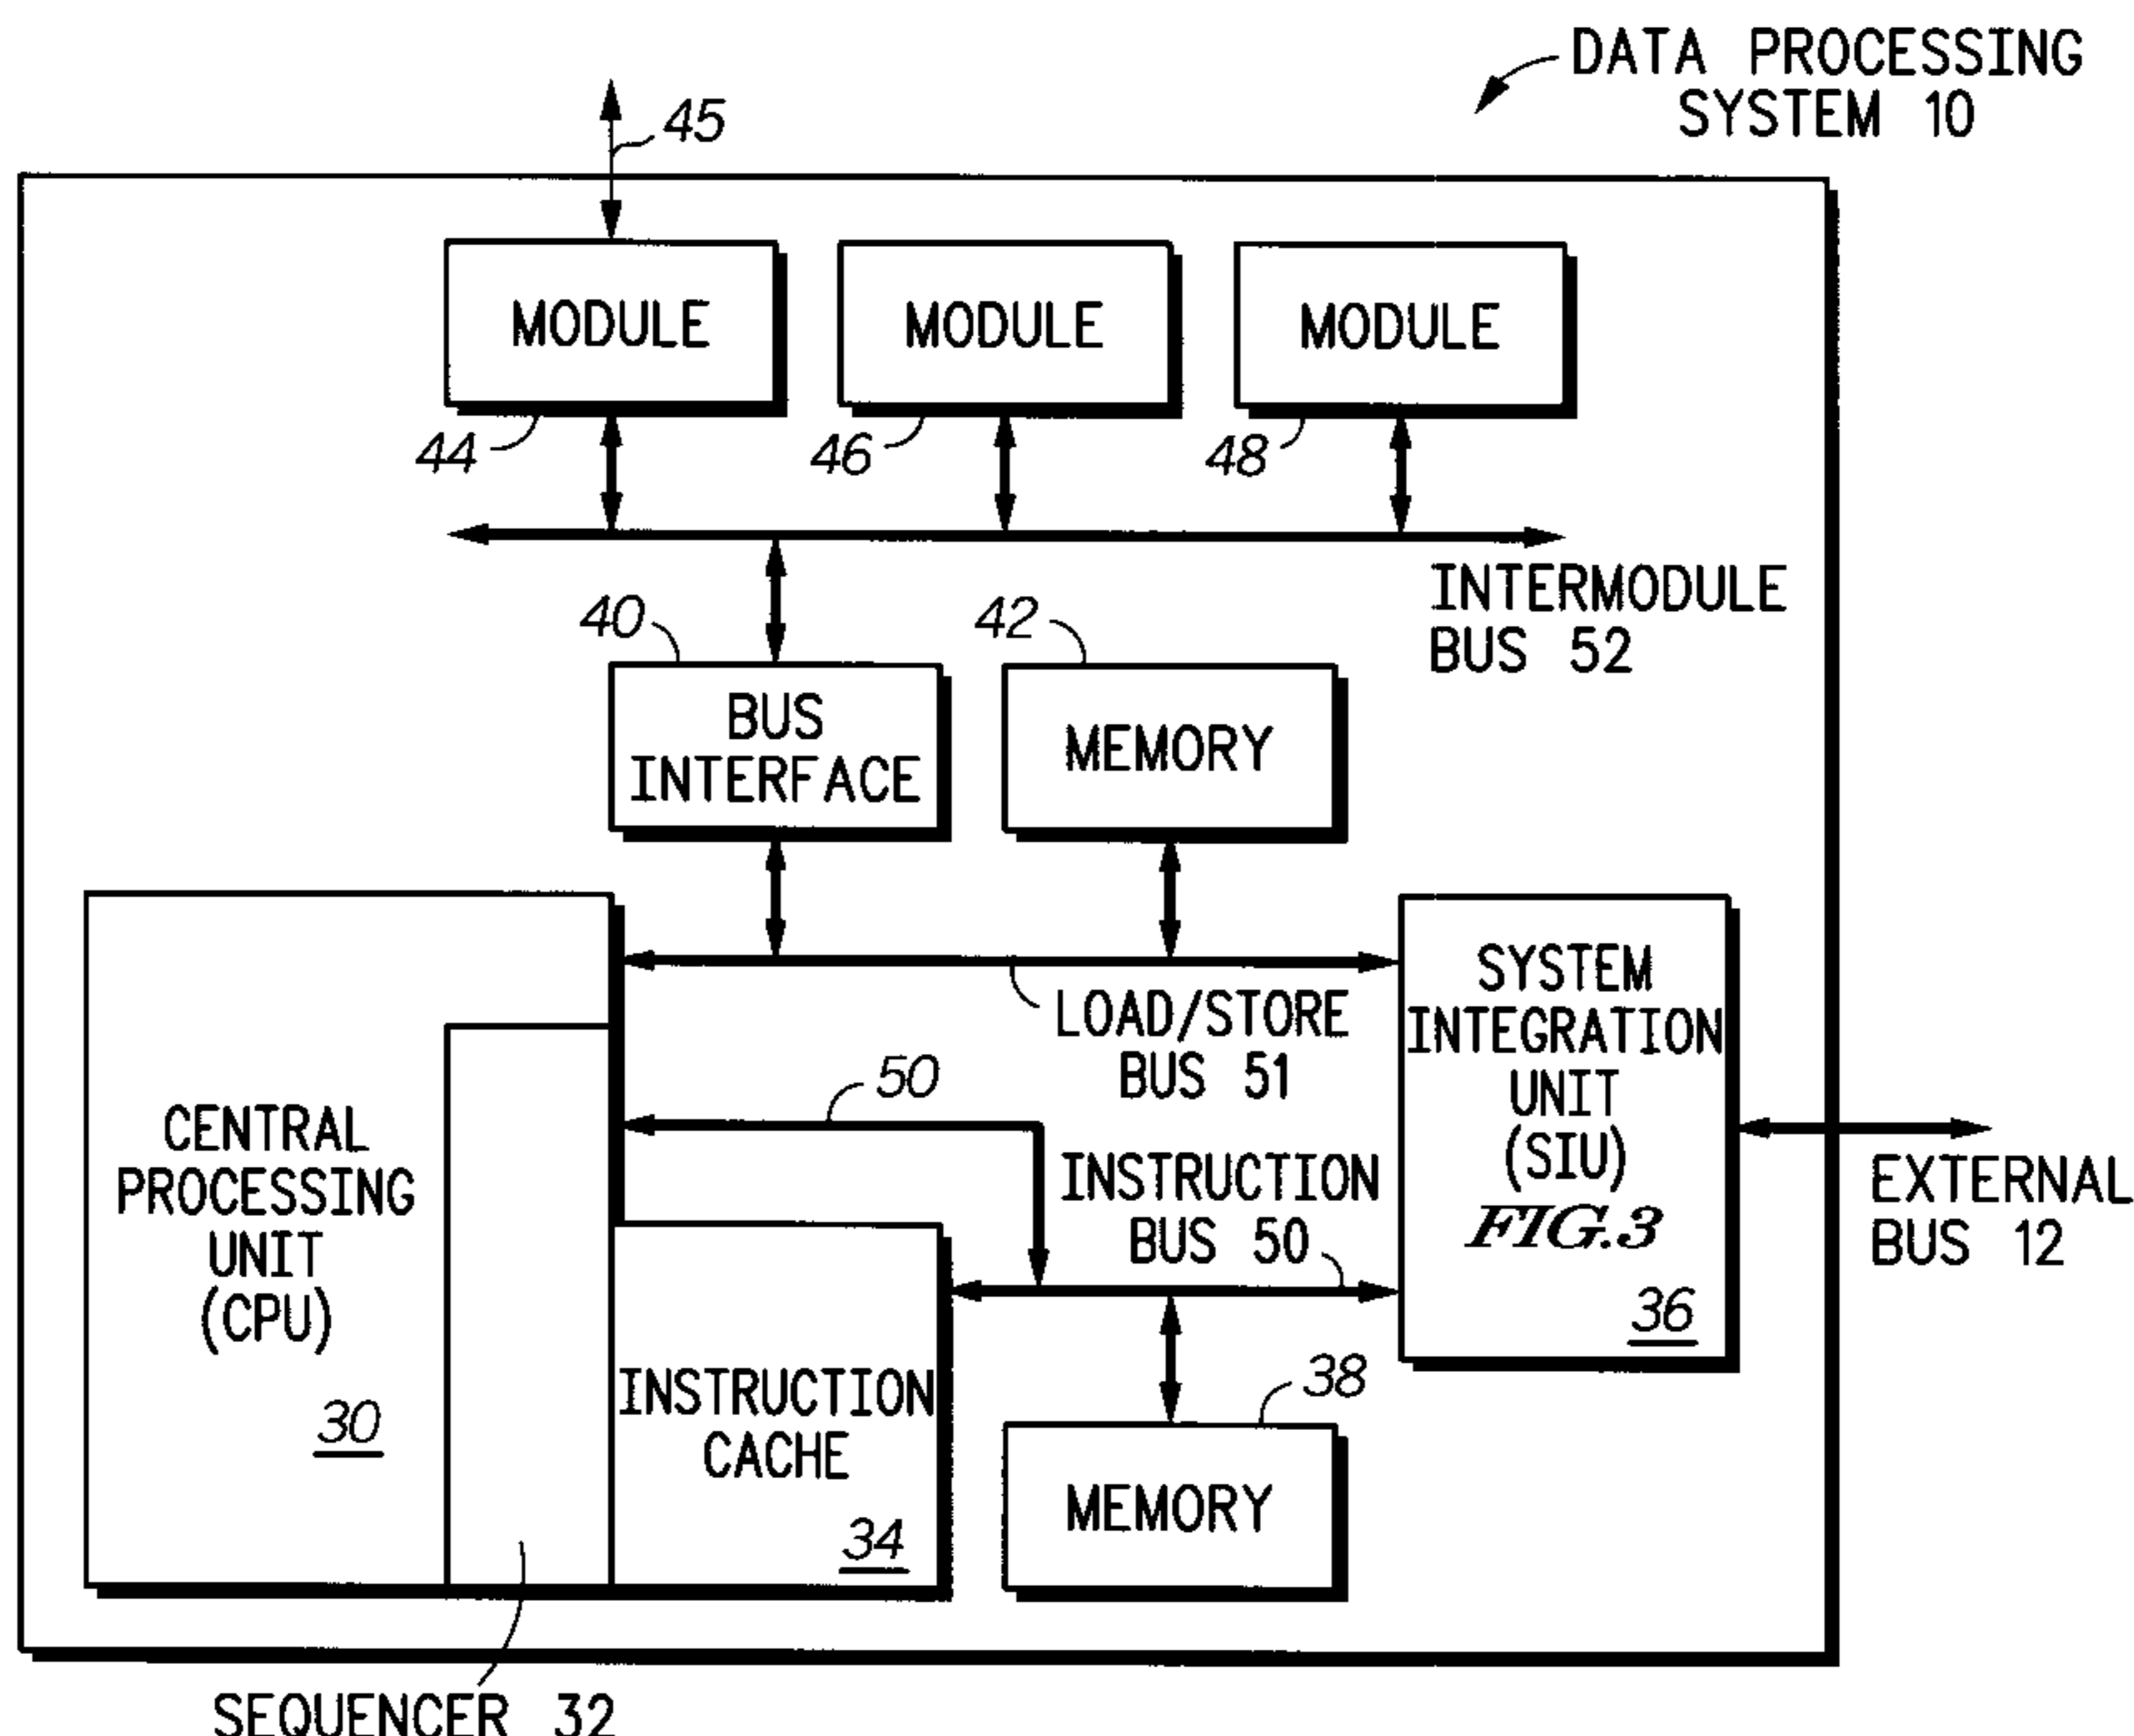 DATA PROCESSING
SYSTEM 10
45
MODULE
MODULE
MODULE
44
46
48
INTERMODULE
BUS 52
40
42
BUS
INTERFACE
MEMORY
LOAD/STORE
BUS 51
SYSTEM
INTEGRATION
UNIT
(SIU)
FIG.3
36
50
CENTRAL
PROCESSING
UNIT
(CPU)
30
INSTRUCTION
BUS 50
EXTERNAL
BUS 12
INSTRUCTION
CACHE
34
38
MEMORY
SEQUENCER 32